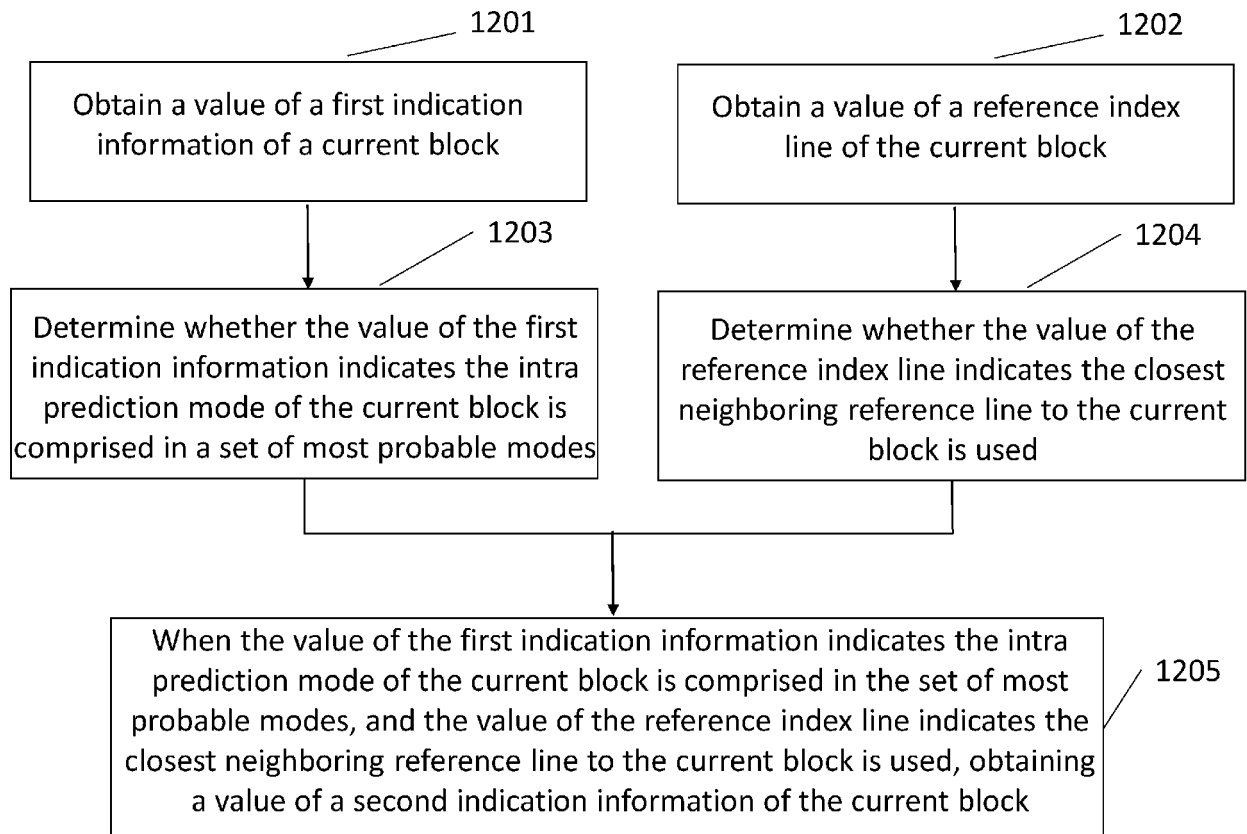 1201
Obtain a value of a first indication
information of a current block
1202
Obtain a value of a reference index
line of the current block
1203
Determine whether the value of the first
indication information indicates the intra
prediction mode of the current block is
comprised in a set of most probable modes
1204
Determine whether the value of the
reference index line indicates the closest
neighboring reference line to the current
block is used
When the value of the first indication information indicates the intra
prediction mode of the current block is comprised in the set of most
probable modes, and the value of the reference index line indicates the
closest neighboring reference line to the current block is used, obtaining
a value of a second indication information of the current block
1205